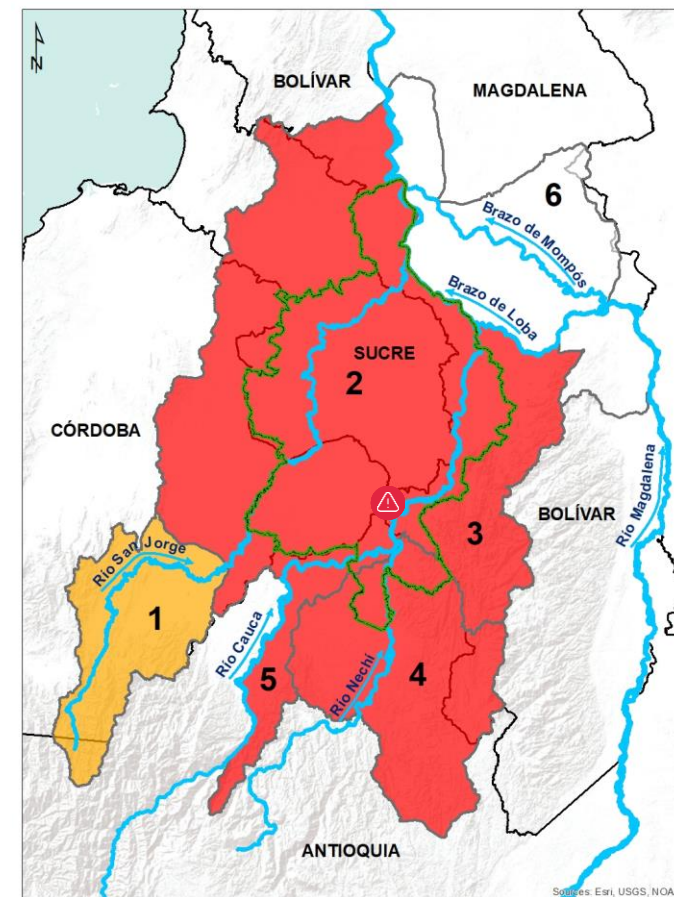 N
BOLÍVAR
MAGDALENA
6
Brazo de Mompós
Brazo de Loba
SUCRE
2
CÓRDOBA
Río Magdalena
BOLÍVAR
3
Río San Jorge
1
Río Cauca
5
Río Nechí
4
ANTIOQUIA
Sources: Esri, USGS, NOA